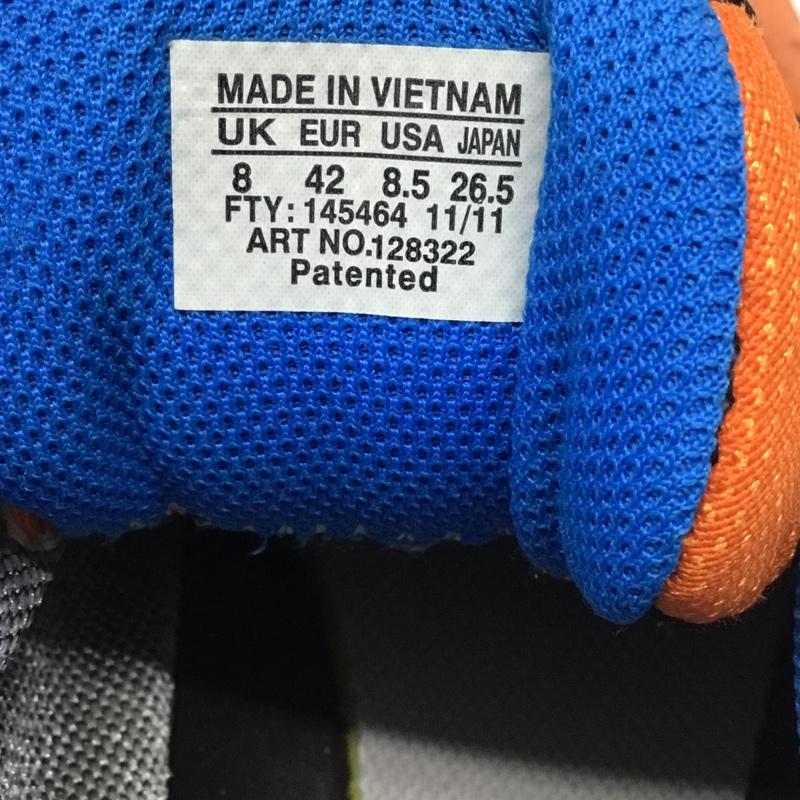 MADE IN VIETNAM
UK EUR USA JAPAN
8 42 8.5 26.5
FTY: 145464 11/11
ART NO.128322
Patented